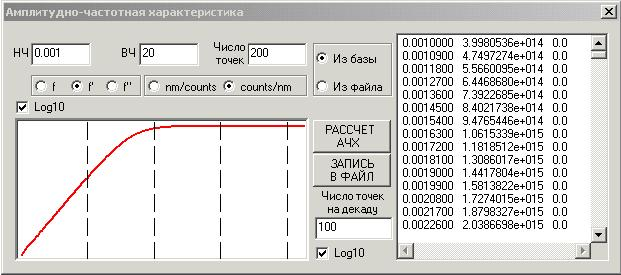 Амплитудно-частотная характеристика
НЧ 0.001 ВЧ 20 Число точек 200
f f' f'' nm/counts counts/nm
Из базы
Из файла
Log10
РАССЧЕТ АЧХ
ЗАПИСЬ В ФАЙЛ
Число точек на декаду
100
Log10
0.0010000 3.9980536e+014 0.0
0.0010900 4.7497274e+014 0.0
0.0011800 5.5660095e+014 0.0
0.0012700 6.4468680e+014 0.0
0.0013600 7.3922685e+014 0.0
0.0014500 8.4021738e+014 0.0
0.0015400 9.4765446e+014 0.0
0.0016300 1.0615339e+015 0.0
0.0017200 1.1818512e+015 0.0
0.0018100 1.3086017e+015 0.0
0.0019000 1.4417804e+015 0.0
0.0019900 1.5813822e+015 0.0
0.0020800 1.7274015e+015 0.0
0.0021700 1.8798327e+015 0.0
0.0022600 2.0386698e+015 0.0